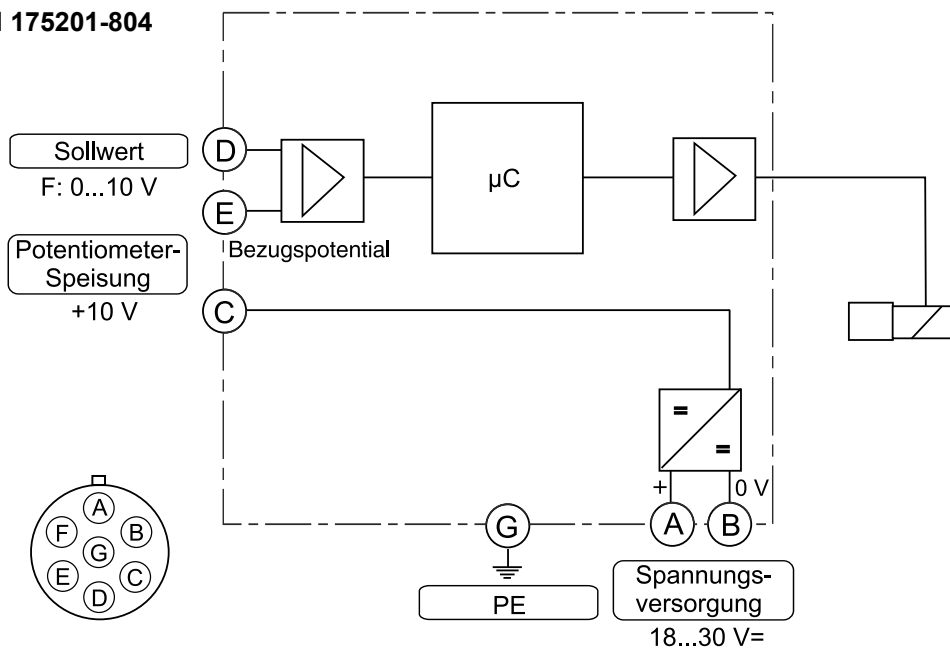 175201-804
Sollwert
F: 0...10 V
D
E
Bezugspotential
µC
Potentiometer-
Speisung
+10 V
C
=
=
+
0 V
A
B
G
PE
Spannungs-
versorgung
18...30 V=
A
F
B
G
E
C
D